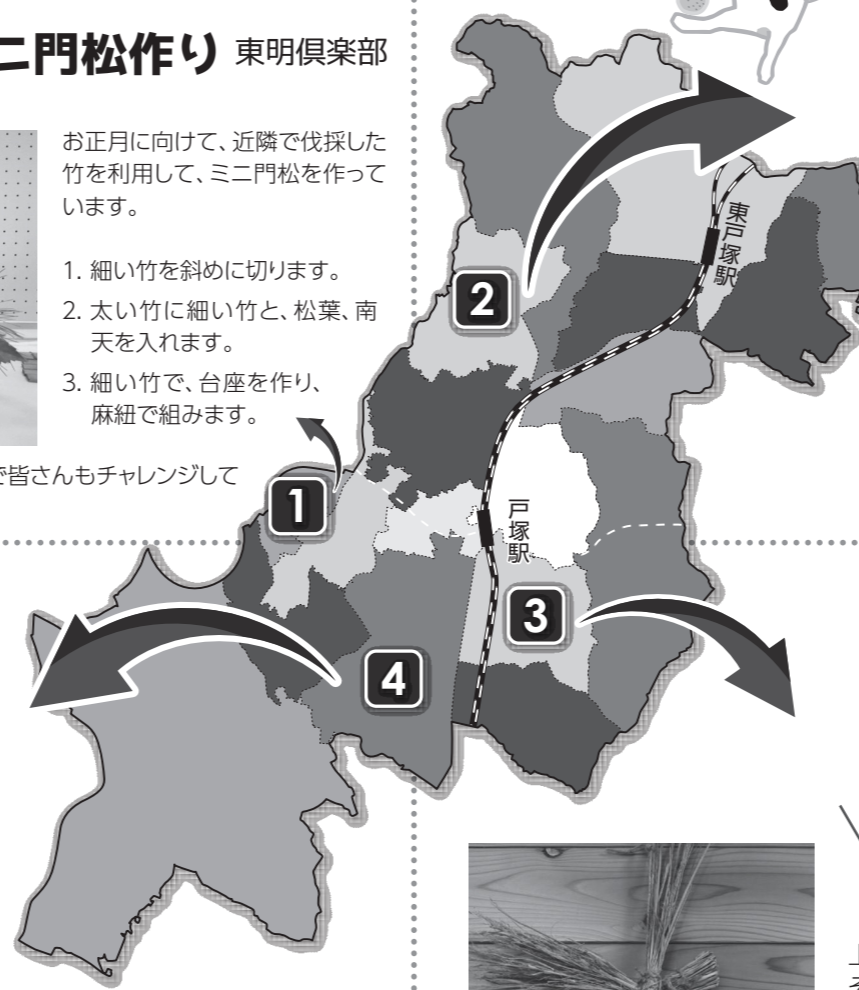 ニ門松作り 東明倶楽部
お正月に向けて、近隣で伐採した
竹を利用して、ミニ門松を作って
います。
1. 細い竹を斜めに切ります。
2. 太い竹に細い竹と、松葉、南
天を入れます。
3. 細い竹で、台座を作り、
麻紐で組みます。
で皆さんもチャレンジして
東戸塚駅
2
1
戸塚駅
3
4